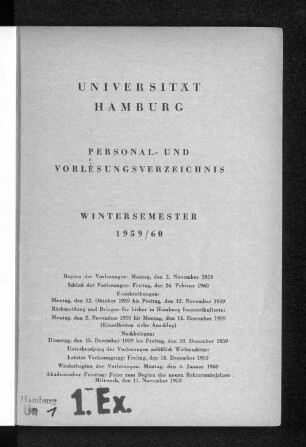 UNIVERSITÄT
HAMBURG
PERSONAL- UND
VORLESUNGSVERZEICHNIS
WINTERSEMESTER
1959/60
Beginn der Vorlesungen: Montag, den 2. November 1959
Schluß der Vorlesungen: Freitag, den 26. Februar 1960
Einschreibungen:
Montag, den 12. Oktober 1959 bis Freitag, den 13. November 1959
Rückmeldung und Belegen für bisher in Hamburg Immatrikulierte:
Montag, den 2. November 1959 bis Montag, den 14. Dezember 1959
(Einzelheiten siehe Anschlag)
Nachbelegen:
Dienstag, den 15. Dezember 1959 bis Freitag, den 18. Dezember 1959
Unterbrechung der Vorlesungen anläßlich Weihnachten:
Letzter Vorlesungstag: Freitag, den 18. Dezember 1959
Wiederbeginn der Vorlesungen: Montag, den 4. Januar 1960
Akademischer Feiertag: Feier zum Beginn des neuen Rektoramtsjahres
Mittwoch, den 11. November 1959
Hamburg
Un 1
1. Ex.